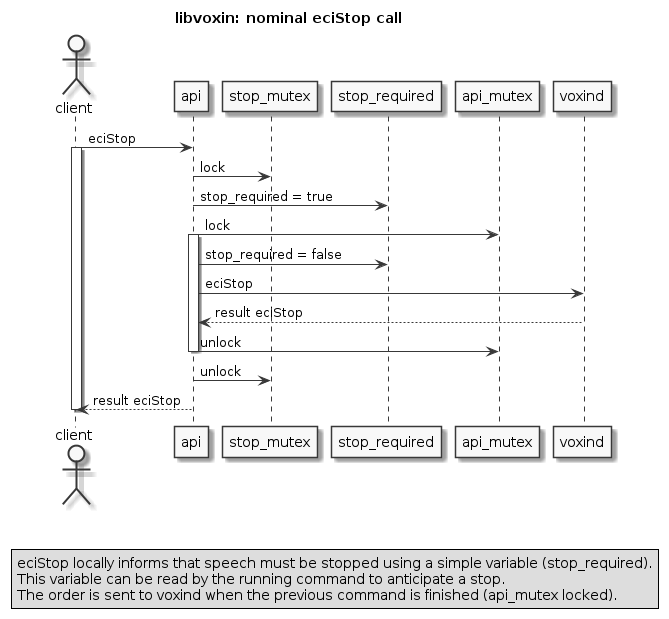 libvoxin: nominal eciStop call
client
api
stop_mutex
stop_required
api_mutex
voxind
eciStop
lock
stop_required = true
lock
stop_required = false
eciStop
result eciStop
unlock
unlock
result eciStop
client
api
stop_mutex
stop_required
api_mutex
voxind
eciStop locally informs that speech must be stopped using a simple variable (stop_required).
This variable can be read by the running command to anticipate a stop.
The order is sent to voxind when the previous command is finished (api_mutex locked).